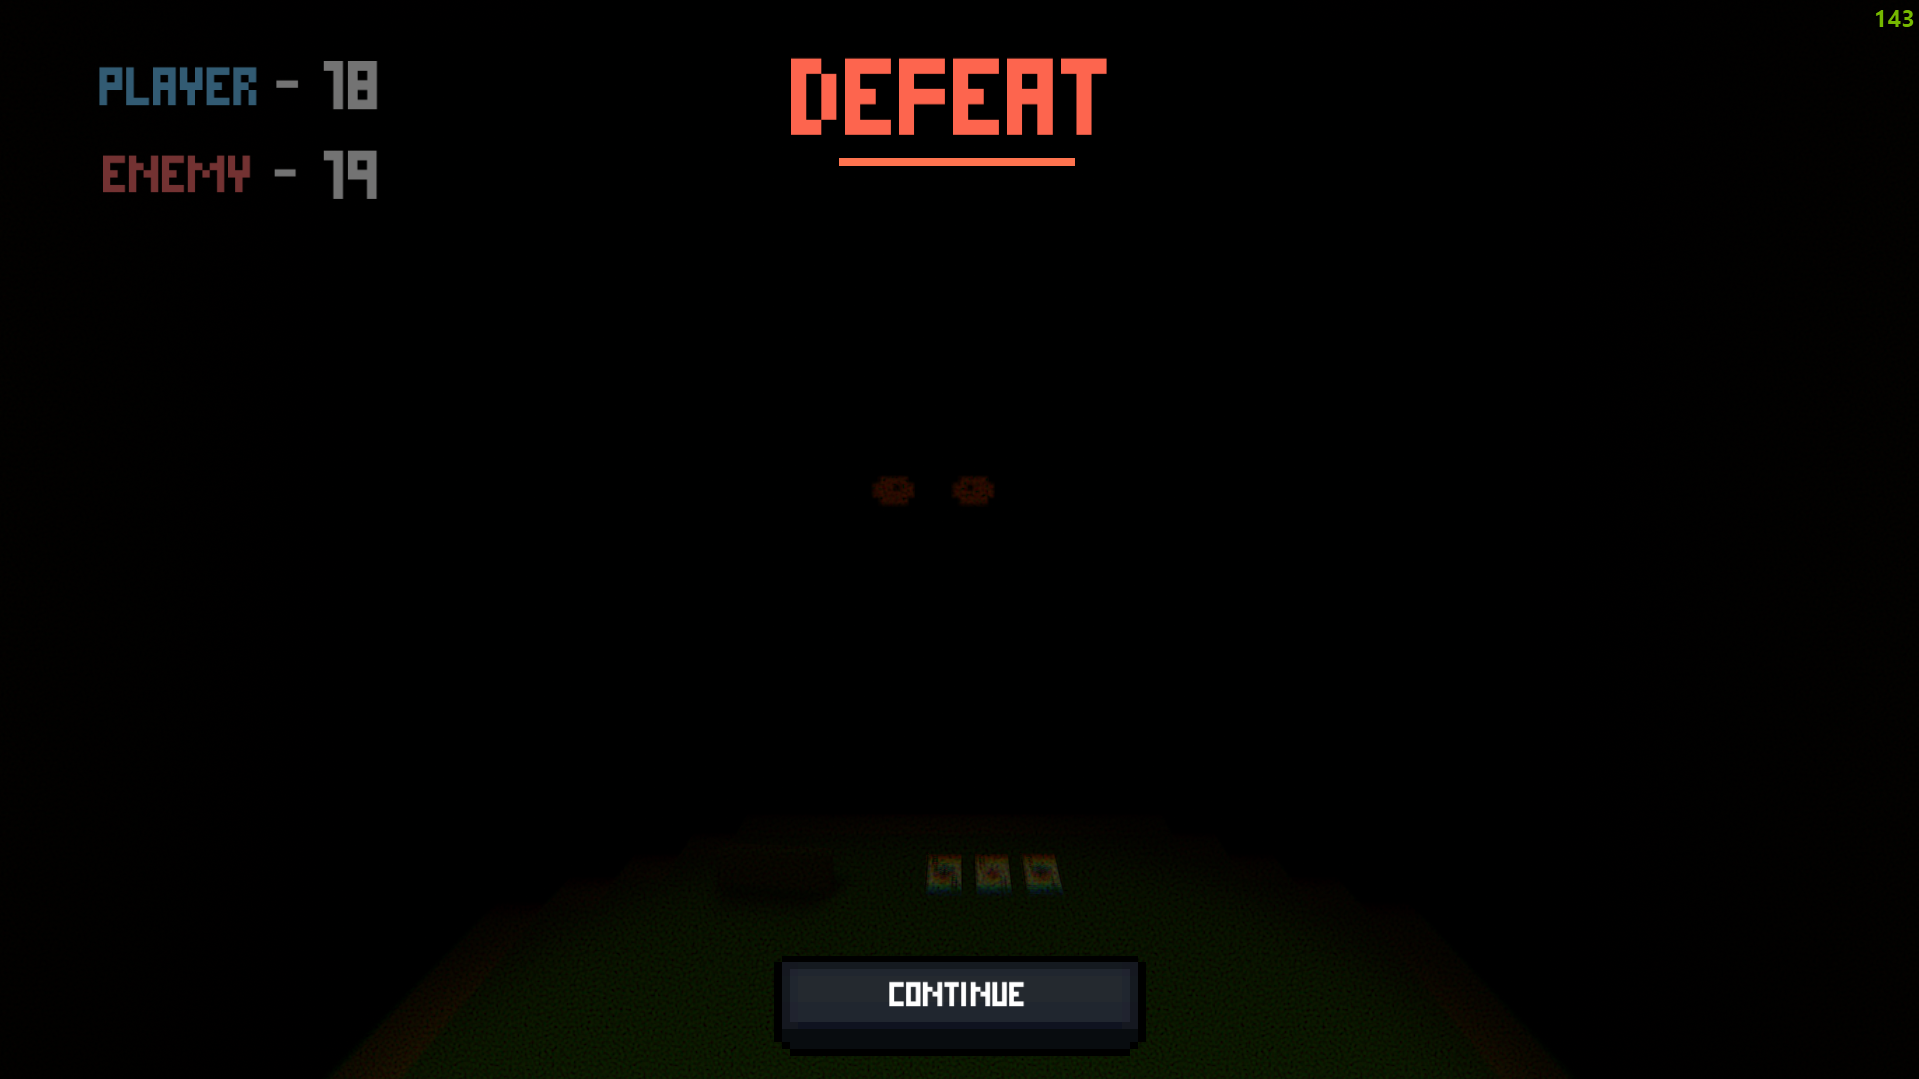 143
DEFEAT
PLAYER - 18
ENEMY - 19
CONTINUE